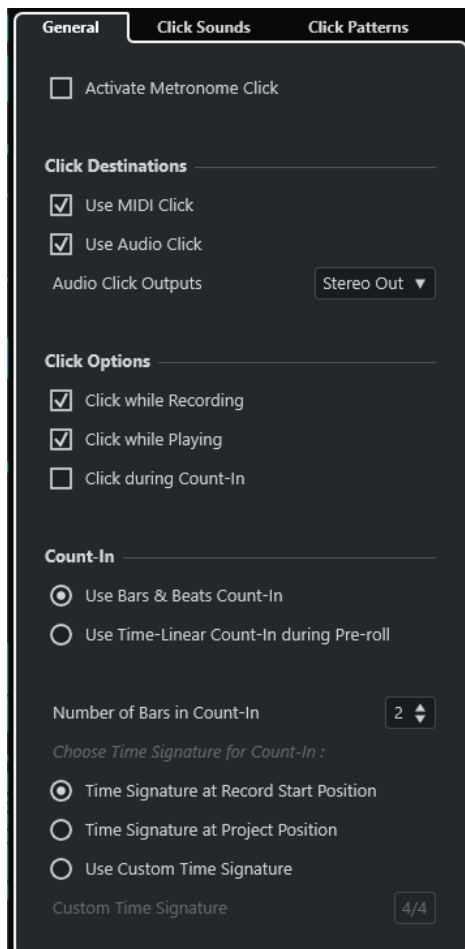 General Click Sounds Click Patterns
Activate Metronome Click
Click Destinations
Use MIDI Click
Use Audio Click
Audio Click Outputs Stereo Out
Click Options
Click while Recording
Click while Playing
Click during Count-In
Count-In
Use Bars & Beats Count-In
Use Time-Linear Count-In during Pre-roll
Number of Bars in Count-In 2
Choose Time Signature for Count-In :
Time Signature at Record Start Position
Time Signature at Project Position
Use Custom Time Signature
Custom Time Signature 4/4